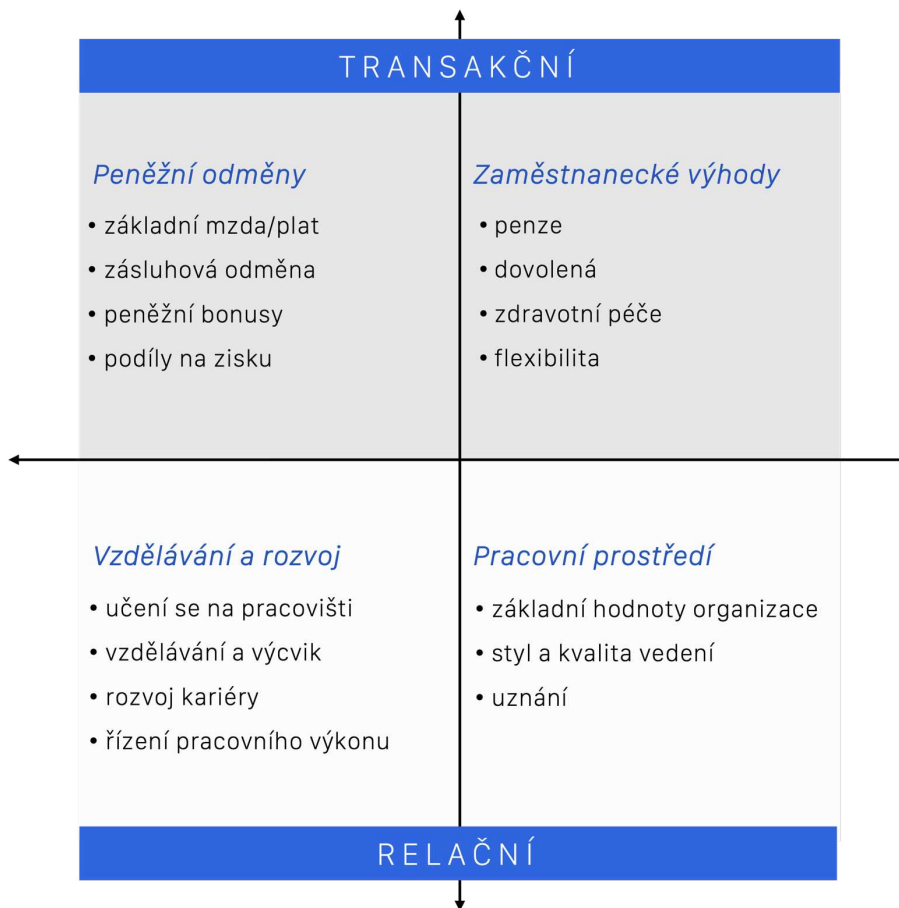 TRANSAKČNÍ
Peněžní odměny
• základní mzda/plat
• zásluhová odměna
• peněžní bonusy
• podíly na zisku
Zaměstnanecké výhody
• penze
• dovolená
• zdravotní péče
• flexibilita
Vzdělávání a rozvoj
• učení se na pracovišti
• vzdělávání a výcvik
• rozvoj kariéry
• řízení pracovního výkonu
Pracovní prostředí
• základní hodnoty organizace
• styl a kvalita vedení
• uznání
RELAČNÍ